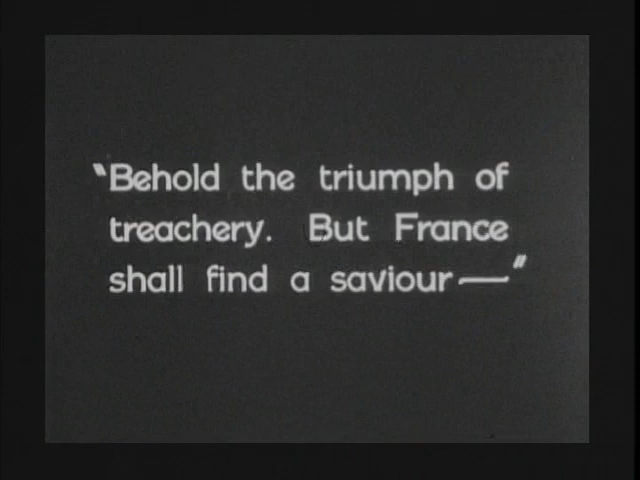 “Behold the triumph of
treachery. But France
shall find a saviour—”